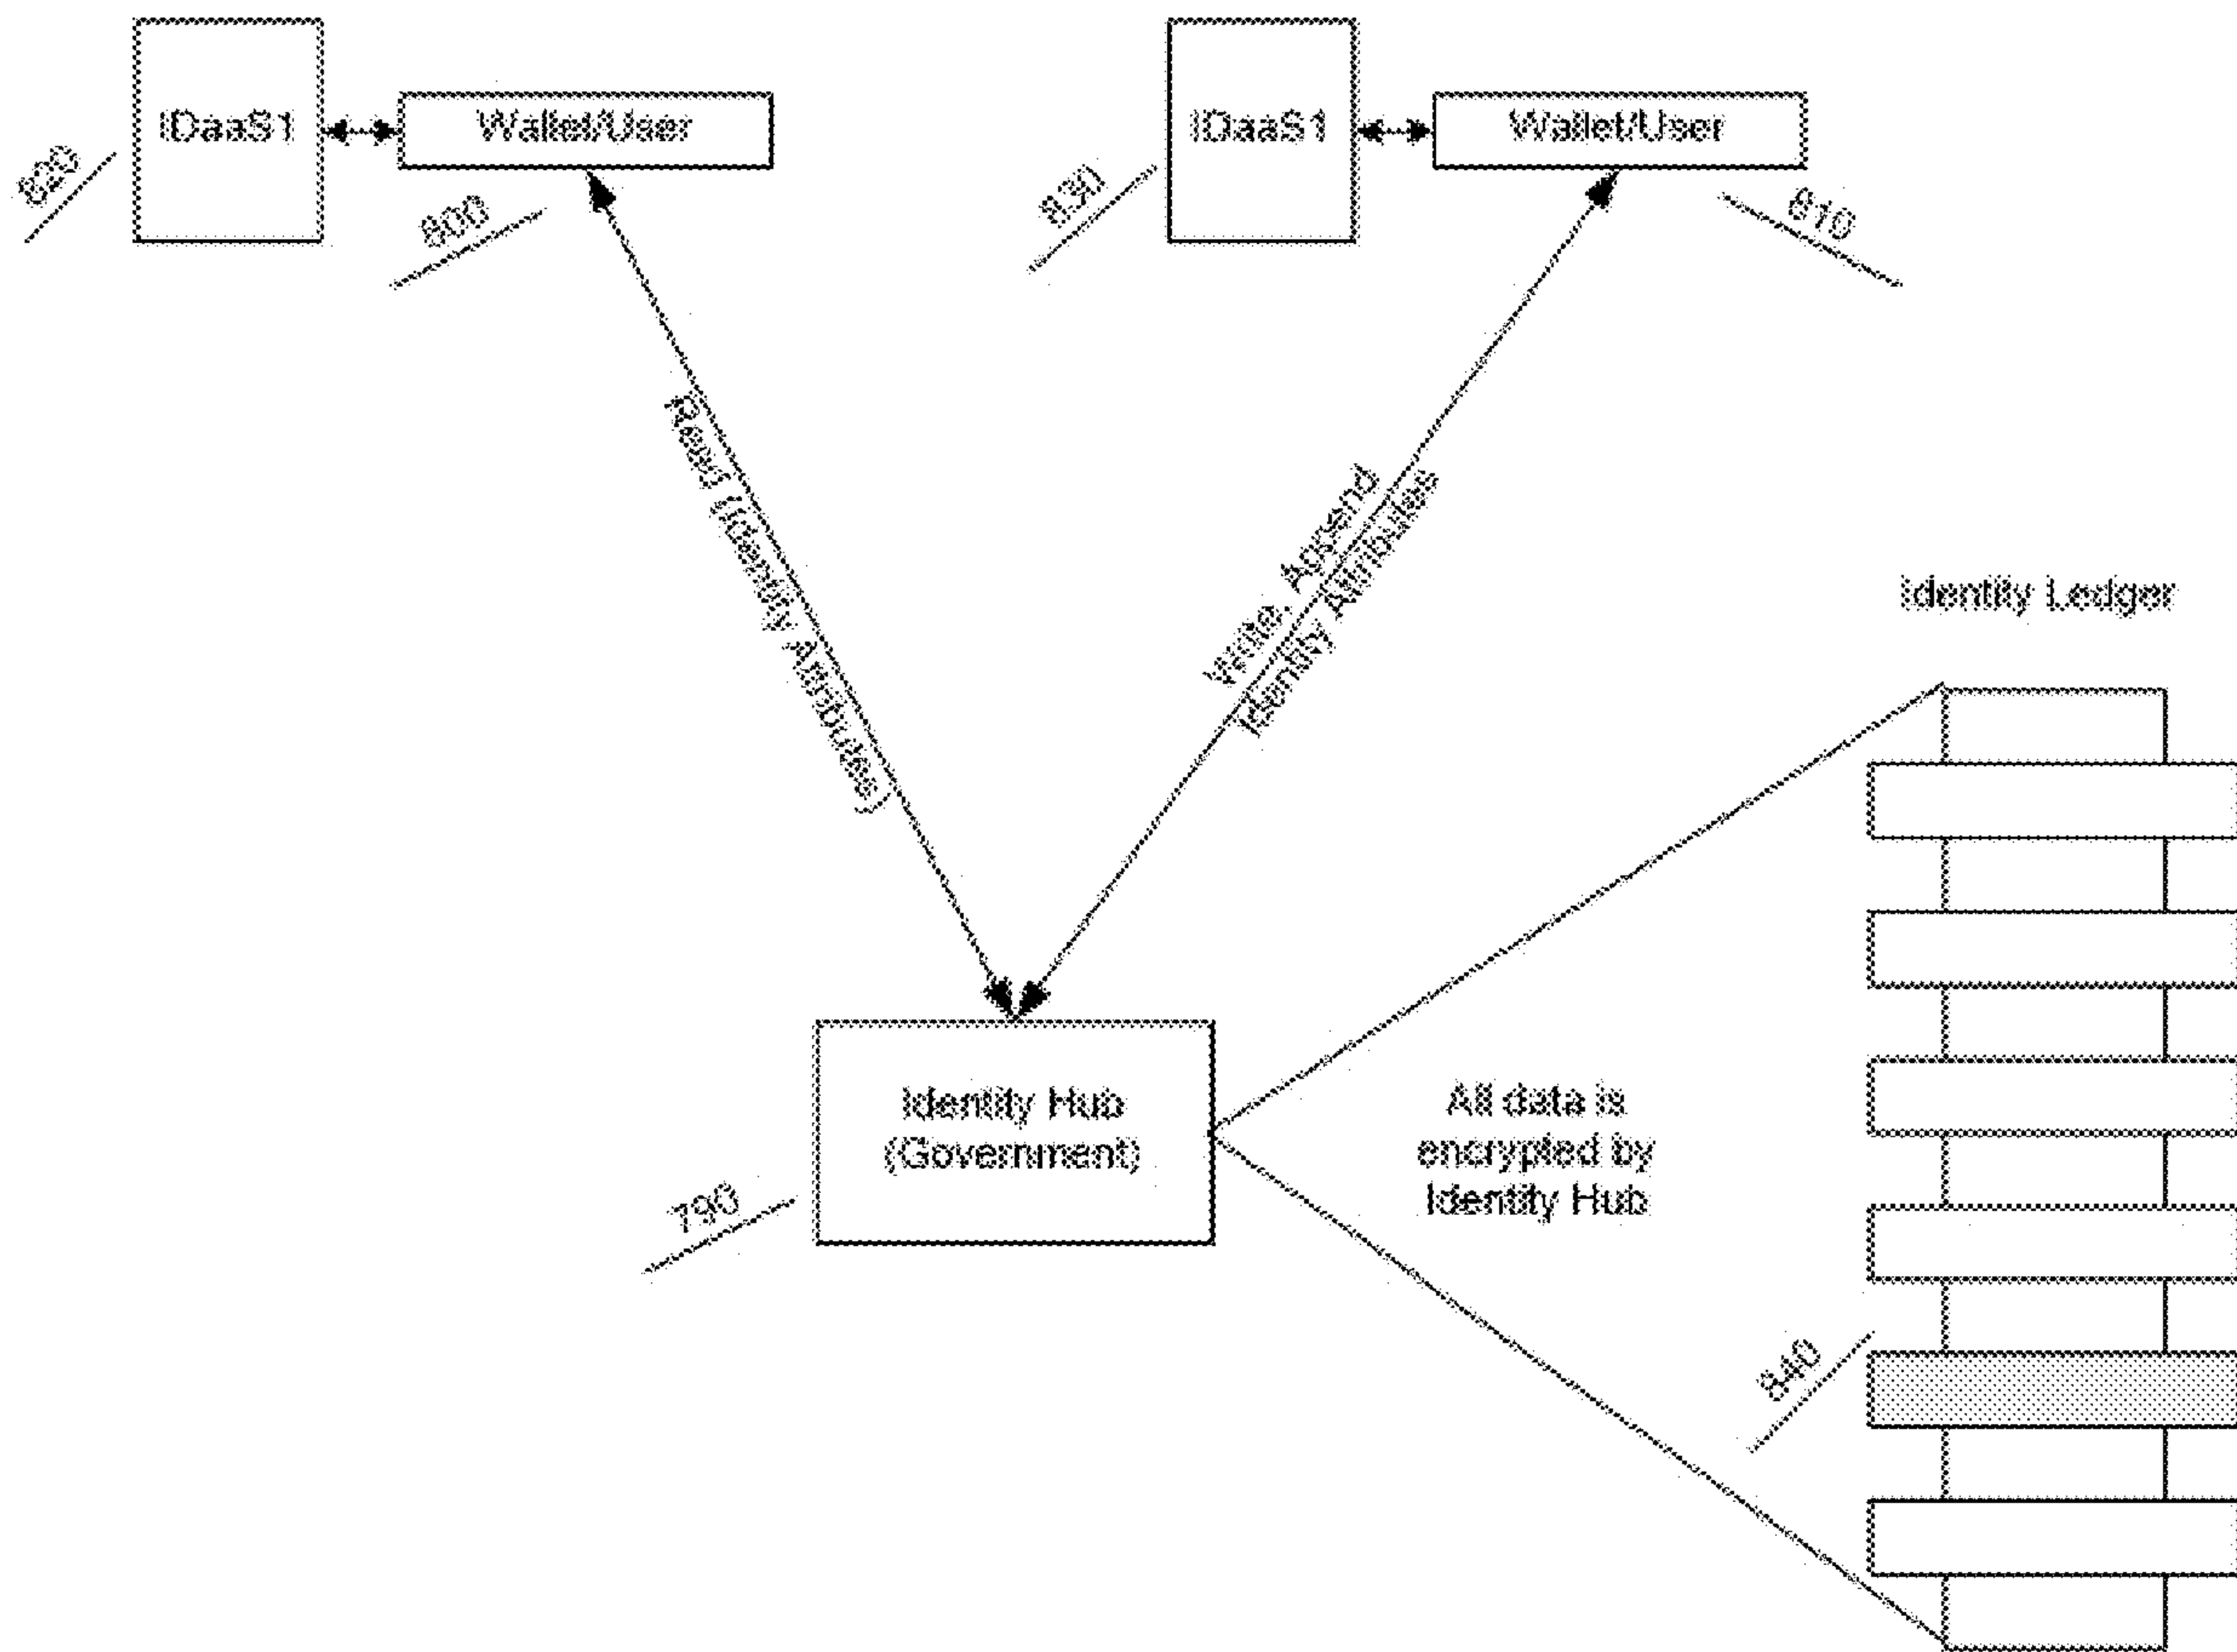 IDaaS1
Wallet/User
IDaaS1
Wallet/User
820
800
830
810
Read (Identity Attributes)
Write, Append
Identity Attributes
Identity Ledger
Identity Hub
(Government)
All data is
encrypted by
Identity Hub
790
840